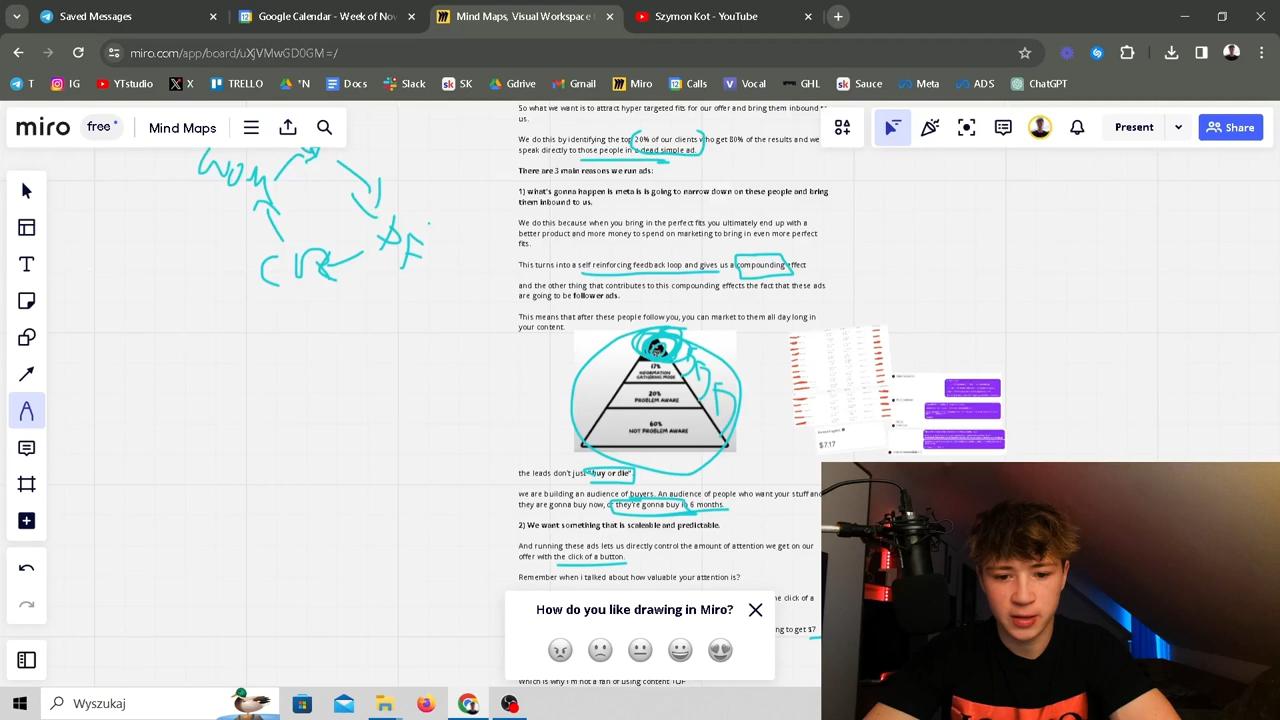 Saved Messages
Google Calendar - Week of Nov
Mind Maps, Visual Workspace
Szymon Kot - YouTube
miro.com/app/board/uXjVMwGD0GM=/
T
IG
YTstudio
X
TRELLO
*N
Docs
Slack
SK
Gdrive
Gmail
Miro
Calls
Vocal
GHL
Sauce
Meta
ADS
ChatGPT
miro
free
Mind Maps
Present
Share
So what we want is to attract hyper targeted fits for our offer and bring them inbound to
us.
We do this by identifying the top 20% of our clients who get 80% of the results and we
speak directly to those people in a dead simple ad.
There are 3 main reasons we run ads:
1) what's gonna happen is meta is is going to narrow down on these people and bring
them inbound to us.
We do this because when you bring in the perfect fits you ultimately end up with a
better product and more money to spend on marketing to bring in even more perfect
fits.
This turns into a self reinforcing feedback loop and gives us a compounding effect
and the other thing that contributes to this compounding effects the fact that these ads
are going to be follower ads.
This means that after these people follow you, you can market to them all day long in
your content.
17%
INFORMATION
GATHERING MODE
20%
PROBLEM AWARE
60%
NOT PROBLEM AWARE
$7.17
the leads don't just "buy or die"
we are building an audience of buyers. An audience of people who want your stuff and
they are gonna buy now, or they're gonna buy in 6 months.
2) We want something that is scaleable and predictable.
And running these ads lets us directly control the amount of attention we get on our
offer with the click of a button.
Remember when i talked about how valuable your attention is?
he click of a
ng to get $7
How do you like drawing in Miro?
Which is why i'm not a fan of using content TOF
Wyszukaj